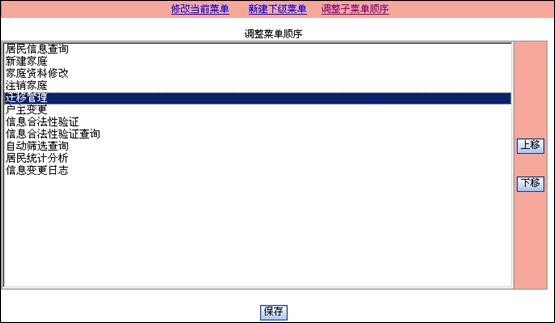 修改当前菜单 新建下级菜单 调整子菜单顺序
调整菜单顺序
居民信息查询
新建家庭
家庭资料修改
注销家庭
迁移管理
户主变更
信息合法性验证
信息合法性验证查询
自动筛选查询
居民统计分析
信息变更日志
上移
下移
保存